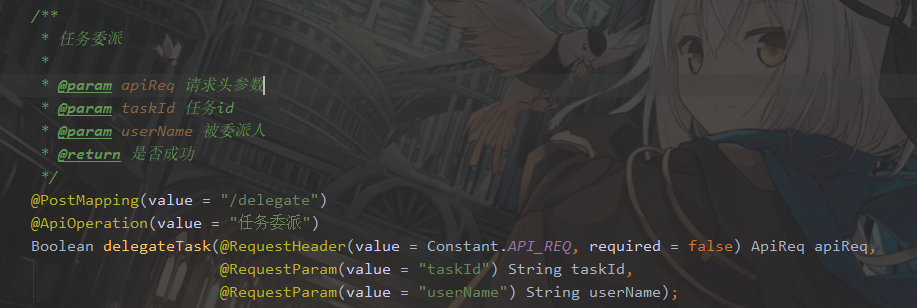 /**
 * 任务委派
 *
 * @param apiReq 请求头参数
 * @param taskId 任务id
 * @param userName 被委派人
 * @return 是否成功
 */
@PostMapping(value = "/delegate")
@ApiOperation(value = "任务委派")
Boolean delegateTask(@RequestHeader(value = Constant.API_REQ, required = false) ApiReq apiReq,
@RequestParam(value = "taskId") String taskId,
@RequestParam(value = "userName") String userName);